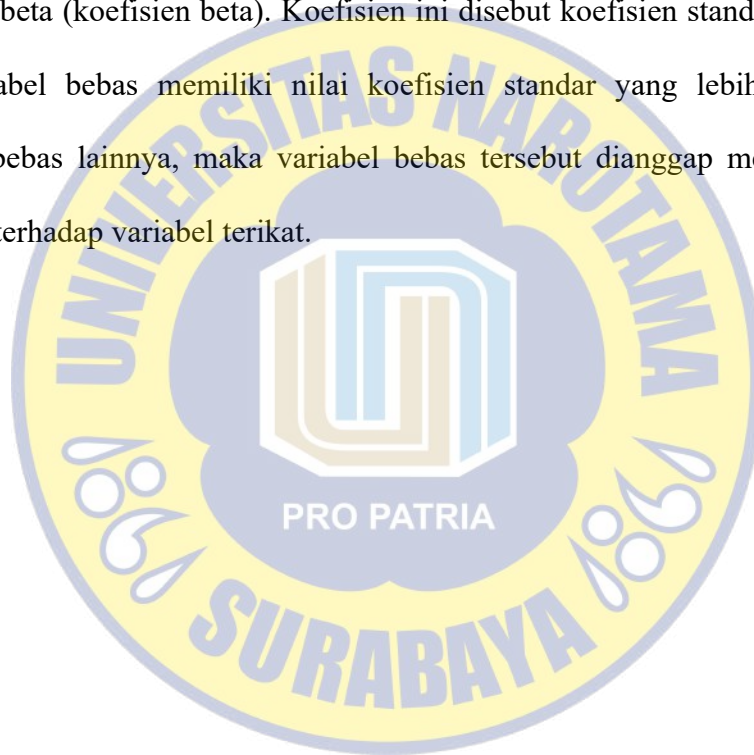 beta (koefisien beta). Koefisien ini disebut koefisien stand
abel bebas memiliki nilai koefisien standar yang lebih
bebas lainnya, maka variabel bebas tersebut dianggap m
terhadap variabel terikat.
UNIVERSITAS NAROTAMA
PRO PATRIA
SURABAYA